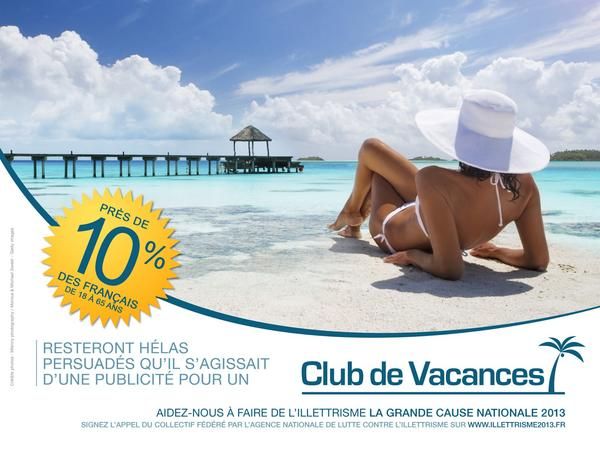 PRÈS DE
10%
DES FRANÇAIS
DE 18 À 65 ANS
RESTERONT HÉLAS
PERSUADÉS QU'IL S'AGISSAIT
D'UNE PUBLICITÉ POUR UN
Club de Vacances
AIDEZ-NOUS À FAIRE DE L'ILLETTRISME LA GRANDE CAUSE NATIONALE 2013
SIGNEZ L'APPEL DU COLLECTIF FÉDÉRÉ PAR L'AGENCE NATIONALE DE LUTTE CONTRE L'ILLETTRISME SUR WWW.ILLETTRISME2013.FR